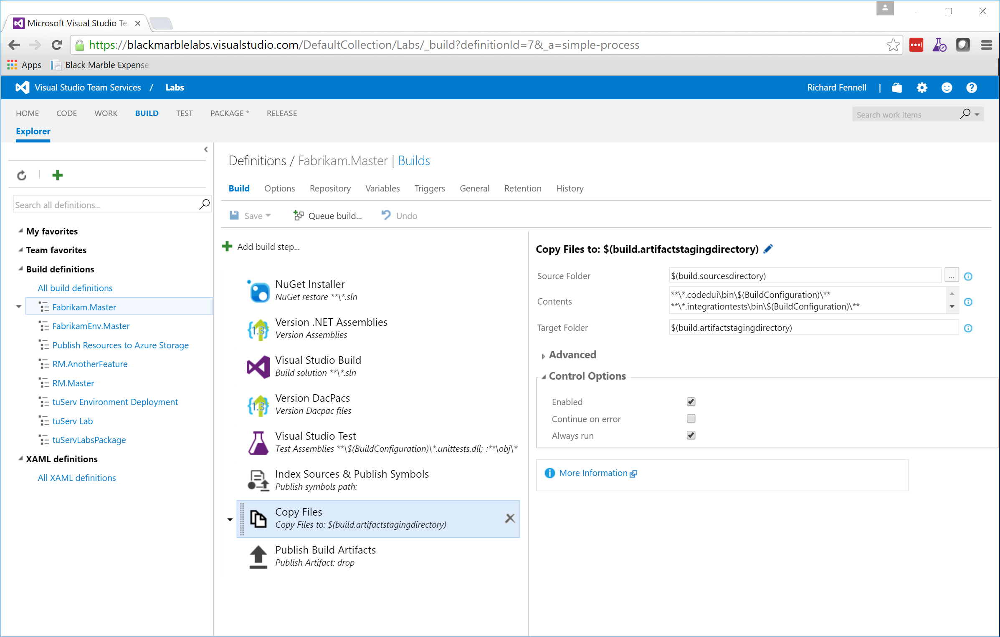 Microsoft Visual Studio Te
https://blackmarblelabs.visualstudio.com/DefaultCollection/Labs/_build?definitionId=7&_a=simple-process
Apps Black Marble Expense
Visual Studio Team Services / Labs Richard Fennell |
HOME CODE WORK BUILD TEST PACKAGE * RELEASE Search work items
Explorer
Definitions / Fabrikam.Master | Builds
Build Options Repository Variables Triggers General Retention History
Save Queue build... Undo
Search all definitions...
My favorites
Team favorites
Build definitions
All build definitions
Fabrikam.Master
FabrikamEnv.Master
Publish Resources to Azure Storage
RM.AnotherFeature
RM.Master
tuServ Environment Deployment
tuServ Lab
tuServLabsPackage
XAML definitions
All XAML definitions
Add build step...
NuGet Installer
NuGet restore **\*.sln
{1.3}
Version .NET Assemblies
Version Assemblies
Visual Studio Build
Build solution **\*.sln
{1.3}
Version DacPacs
Version Dacpac files
Visual Studio Test
Test Assemblies **\$(BuildConfiguration)\*.unittests.dll;-:**\obj\*
Index Sources & Publish Symbols
Publish symbols path:
Copy Files
Copy Files to: $(build.artifactstagingdirectory)
Publish Build Artifacts
Publish Artifact: drop
Copy Files to: $(build.artifactstagingdirectory)
Source Folder $(build.sourcesdirectory) ...
Contents **\*.codedui\bin\$(BuildConfiguration)\**
**\*.integrationtests\bin\$(BuildConfiguration)\**
Target Folder $(build.artifactstagingdirectory)
Advanced
Control Options
Enabled
Continue on error
Always run
More Information